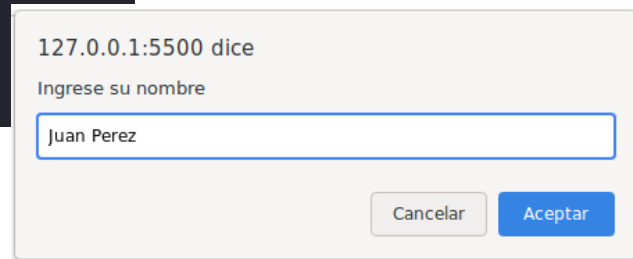 127.0.0.1:5500 dice
Ingrese su nombre
Juan Perez
Cancelar Aceptar